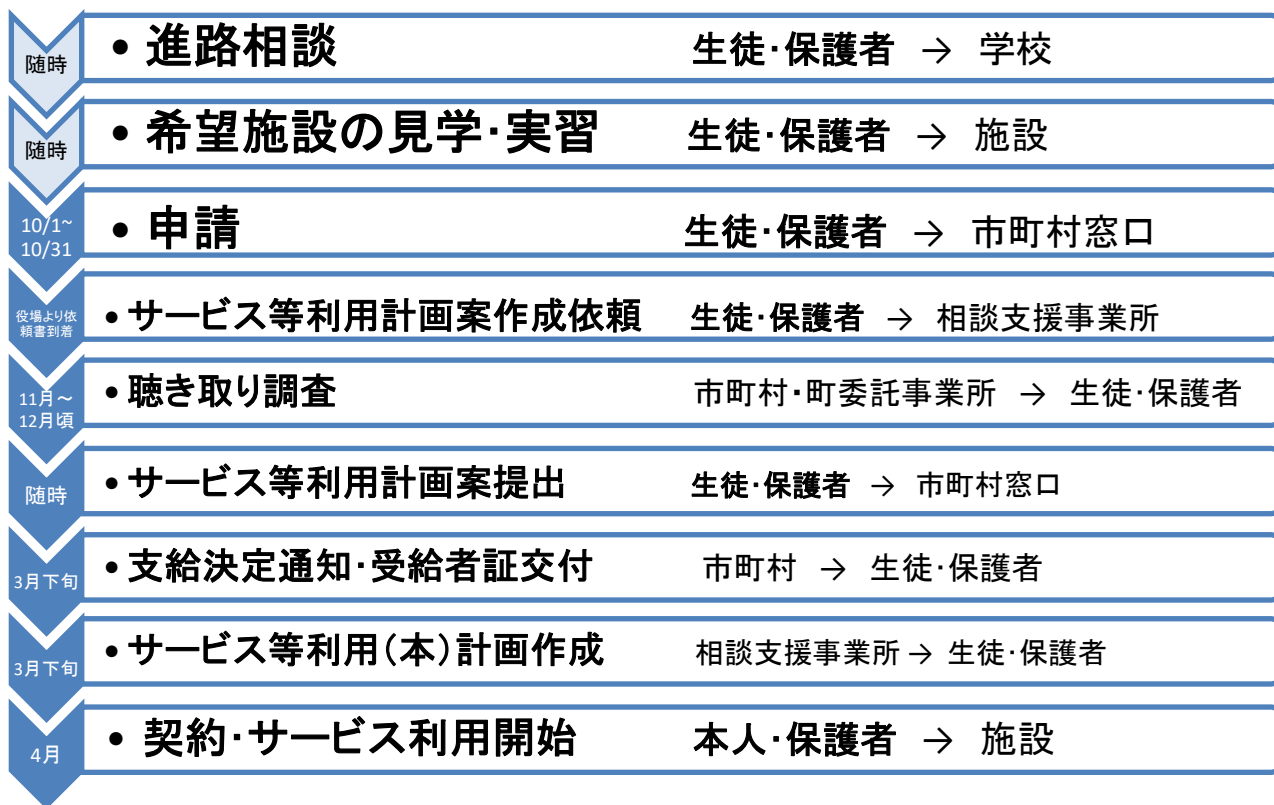 随時
• 進路相談 生徒・保護者 → 学校
随時
• 希望施設の見学・実習 生徒・保護者 → 施設
10/1~
10/31
• 申請 生徒・保護者 → 市町村窓口
役場より依
頼書到着
• サービス等利用計画案作成依頼 生徒・保護者 → 相談支援事業所
11月～
12月頃
• 聴き取り調査 市町村・町委託事業所 → 生徒・保護者
随時
• サービス等利用計画案提出 生徒・保護者 → 市町村窓口
3月下旬
• 支給決定通知・受給者証交付 市町村 → 生徒・保護者
3月下旬
• サービス等利用（本）計画作成 相談支援事業所 → 生徒・保護者
4月
• 契約・サービス利用開始 本人・保護者 → 施設